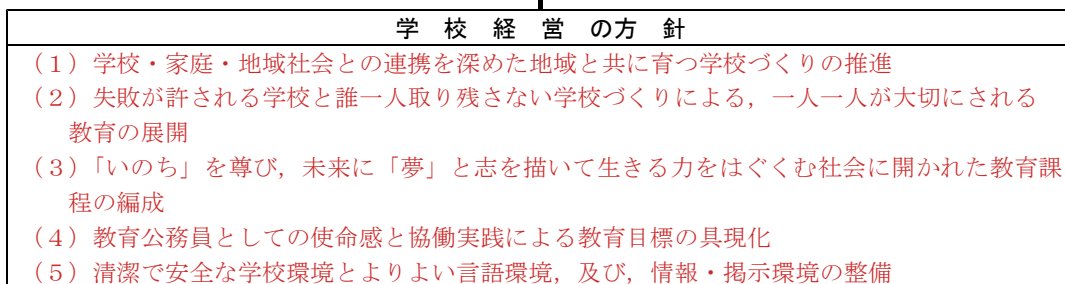 学 校 経 営 の方 針
（１）学校・家庭・地域社会との連携を深めた地域と共に育つ学校づくりの推進
（２）失敗が許される学校と誰一人取り残さない学校づくりによる，一人一人が大切にされる
教育の展開
（３）「いのち」を尊び，未来に「夢」と志を描いて生きる力をはぐくむ社会に開かれた教育課
程の編成
（４）教育公務員としての使命感と協働実践による教育目標の具現化
（５）清潔で安全な学校環境とよりよい言語環境，及び，情報・掲示環境の整備